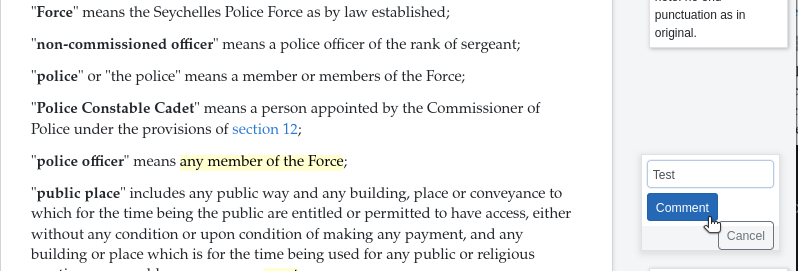 "Force" means the Seychelles Police Force as by law established;
"non-commissioned officer" means a police officer of the rank of sergeant;
"police" or "the police" means a member or members of the Force;
"Police Constable Cadet" means a person appointed by the Commissioner of
Police under the provisions of section 12;
"police officer" means any member of the Force;
"public place" includes any public way and any building, place or conveyance to
which for the time being the public are entitled or permitted to have access, either
without any condition or upon condition of making any payment, and any
building or place which is for the time being used for any public or religious
punctuation as in
original.
Test
Comment
Cancel